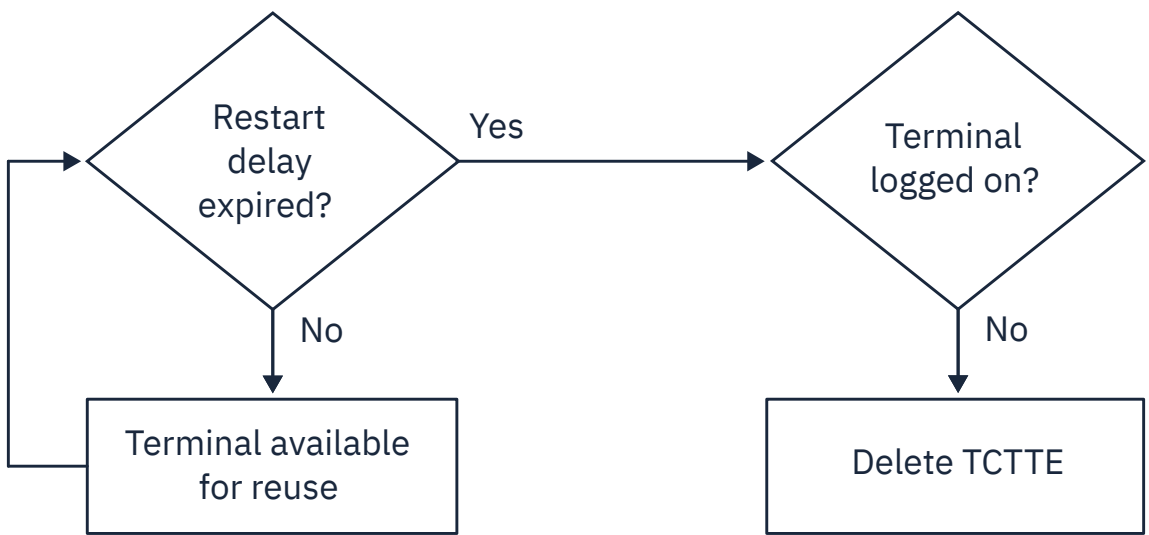 Restart
delay
expired?
Yes
Terminal
logged on?
No
No
Terminal available
for reuse
Delete TCTTE